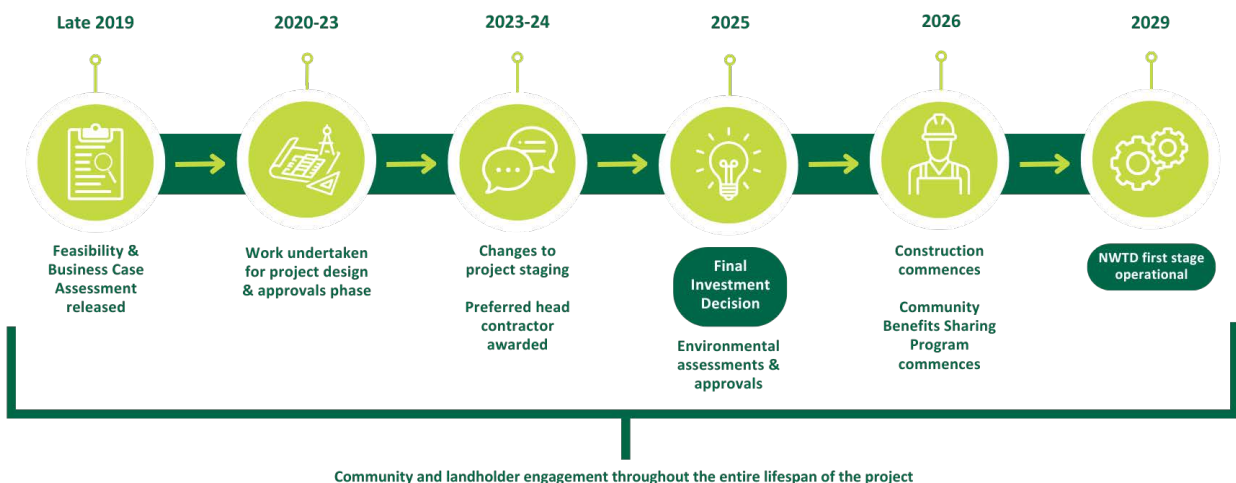 Late 2019
2020-23
2023-24
2025
2026
2029
Feasibility &
Business Case
Assessment
released
Work undertaken
for project design
& approvals phase
Changes to
project staging
Preferred head
contractor
awarded
Final
Investment
Decision
Environmental
assessments &
approvals
Construction
commences
Community
Benefits Sharing
Program
commences
NWTD first stage
operational
Community and landholder engagement throughout the entire lifespan of the project